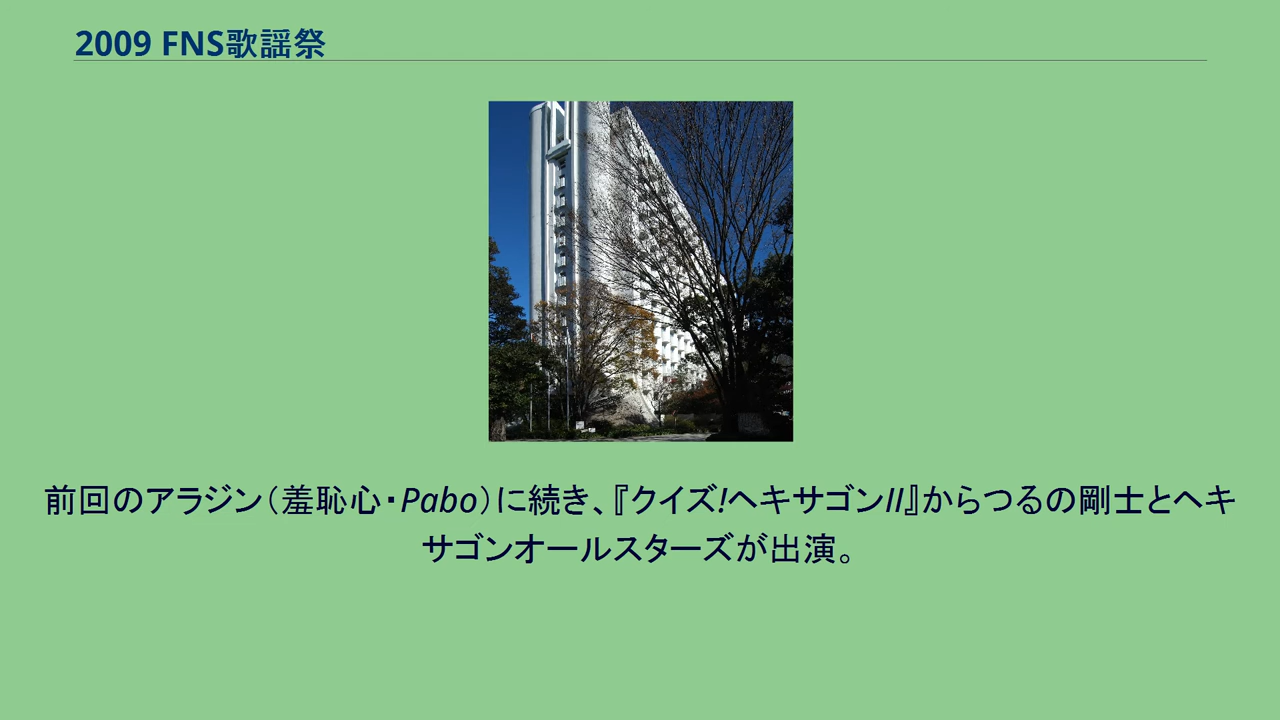 2009 FNS歌謡祭
前回のアラジン（羞恥心・Pabo）に続き、『クイズ!ヘキサゴンII』からつるの剛士とヘキ
サゴンオールスターズが出演。